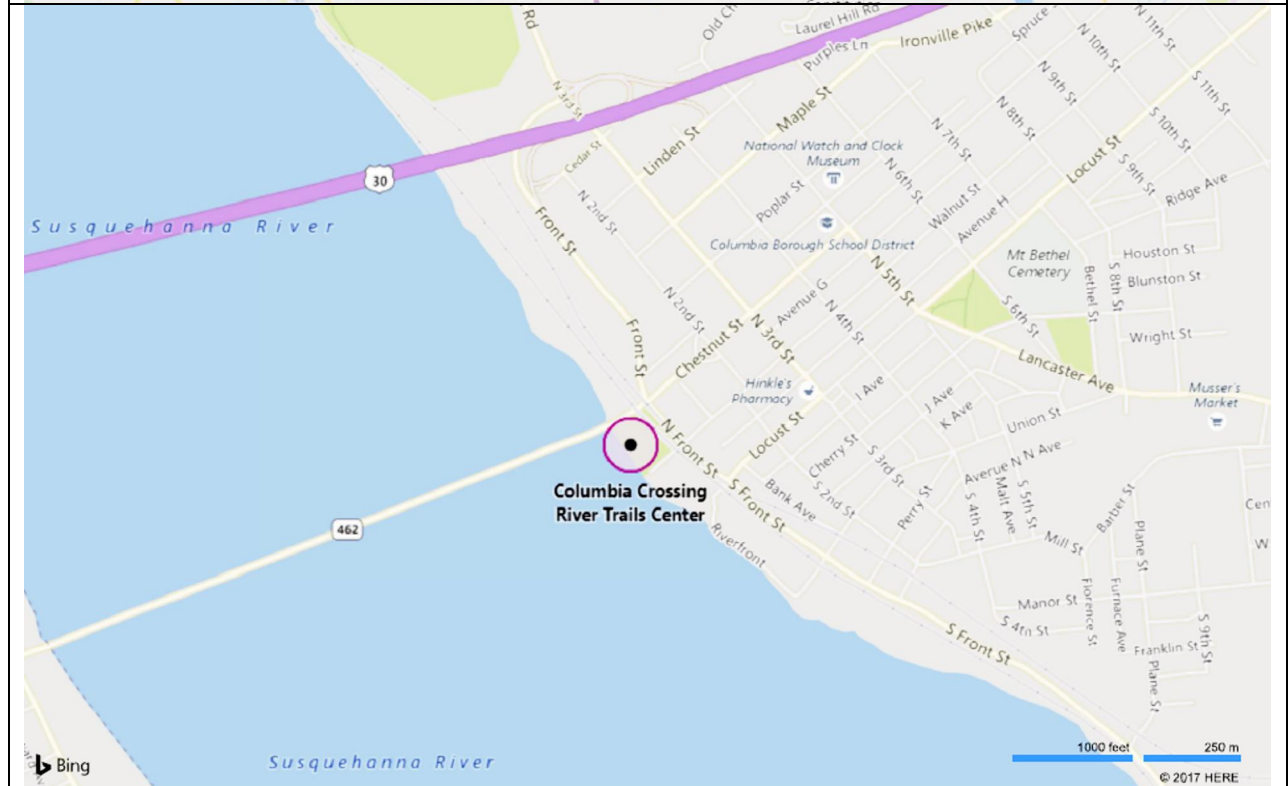 Rd
Old Ch
Laurel Hill Rd
Purples Ln
Ironville Pike
Spruce
N 11th St
N 10th St
S 11th St
N 9th St
N 3rd St
Maple St
N 8th St
S 10th St
Linden St
N 7th St
Locust St
National Watch and Clock
Museum
Cedar St
S 9th St
30
N 6th St
Ridge Ave
Poplar St
Walnut St
N 2nd St
Avenue H
Susquehanna River
Front St
Columbia Borough School District
Mt Bethel
Cemetery
Houston St
N 5th St
Bethel St
S 8th St
Blunston St
N 2nd St
Avenue G
S 6th St
N 4th St
Wright St
Front St
Chestnut St
N 3rd St
Lancaster Ave
Hinkle's
Pharmacy
I Ave
Musser's
Market
J Ave
K Ave
Union St
N Front St
Locust St
Cherry St
S 3rd St
Avenue N
N Ave
Columbia Crossing
River Trails Center
S Front St
Bank Ave
S 2nd St
Perry St
S 4th St
Malt Ave
S 5th St
Barber St
Cen
462
Riverfront
Mill St
Plane St
W
Manor St
Florence St
Furnace Ave
S 4th St
S 9th St
S Front St
Franklin St
Plane St
Bing
Susquehanna River
1000 feet
250 m
© 2017 HERE